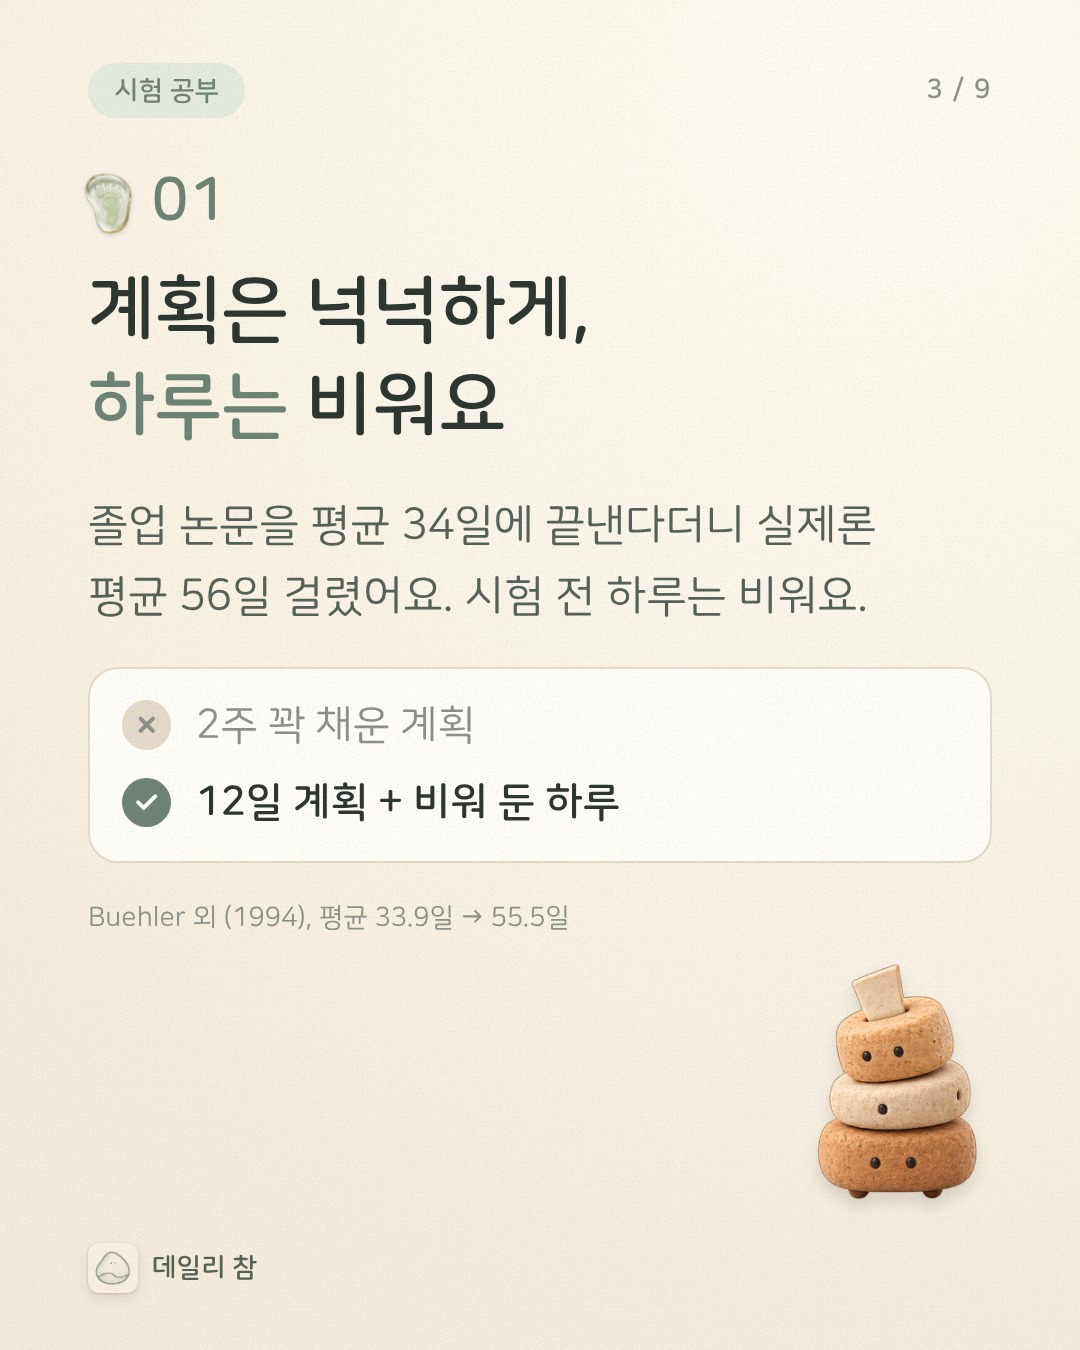 시험 공부
3 / 9
01
계획은 넉넉하게,
하루는 비워요
졸업 논문을 평균 34일에 끝낸다더니 실제론
평균 56일 걸렸어요. 시험 전 하루는 비워요.
2주 꽉 채운 계획
12일 계획 + 비워 둔 하루
Buehler 외 (1994), 평균 33.9일 → 55.5일
데일리 참